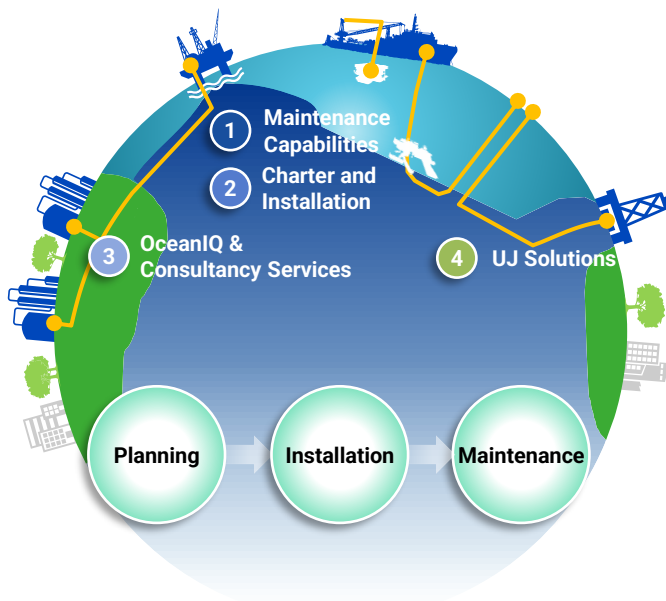 1
Maintenance
Capabilities
2
Charter and
Installation
3
OceanIQ &
Consultancy Services
4
UJ Solutions
Planning
Installation
Maintenance